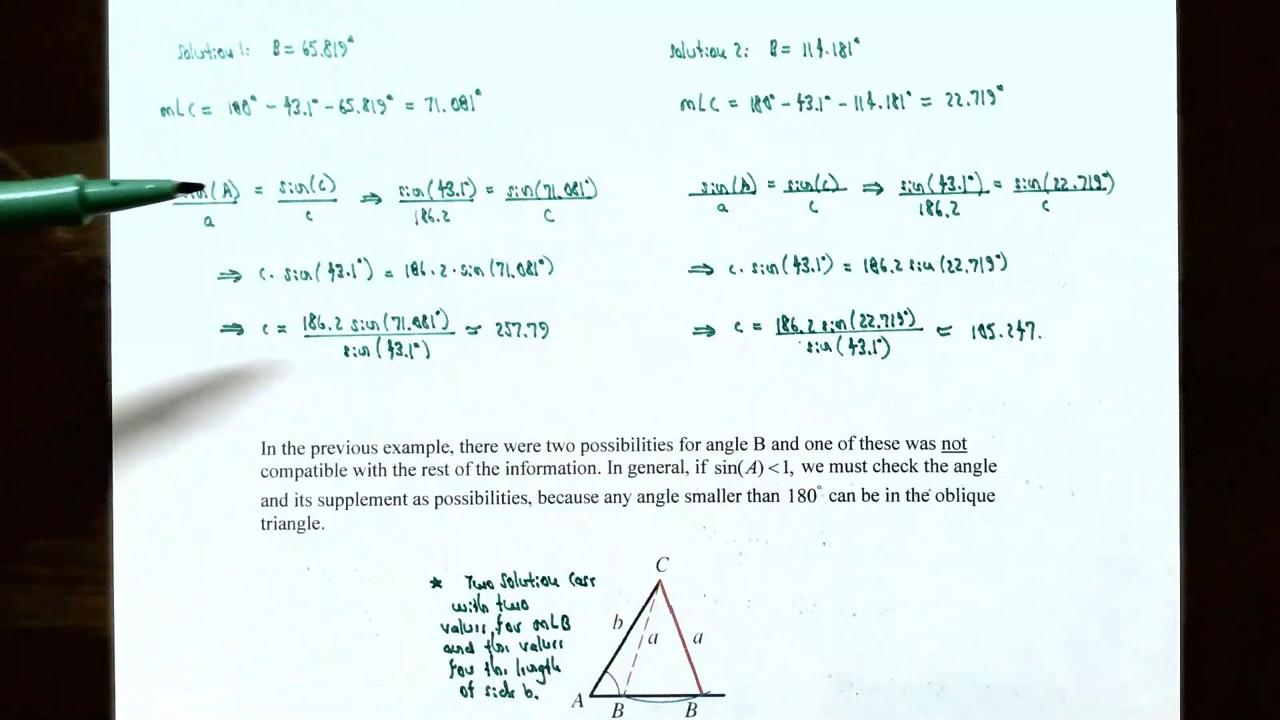 Solution 1: B = 65.819°
m∠C = 180° - 43.1° - 65.819° = 71.081°
sin(A)/a = sin(C)/c ⇒ sin(43.1°)/186.2 = sin(71.081°)/c
⇒ c. sin(43.1°) = 186.2 · sin(71.081°)
⇒ c = 186.2 sin(71.081°)/sin(43.1°) ≈ 257.79
Solution 2: B = 114.181°
m∠C = 180° - 43.1° - 114.181° = 22.719°
sin(A)/a = sin(C)/c ⇒ sin(43.1°)/186.2 = sin(22.719°)/c
⇒ c. sin(43.1°) = 186.2 sin(22.719°)
⇒ c = 186.2 sin(22.719°)/sin(43.1°) ≈ 105.247.
In the previous example, there were two possibilities for angle B and one of these was not
compatible with the rest of the information. In general, if sin(A)<1, we must check the angle
and its supplement as possibilities, because any angle smaller than 180° can be in the oblique
triangle.
* Two Solution Case
with two
values for m∠B
and two values
for the length
of side b.
C
b
a
a
A
B
B